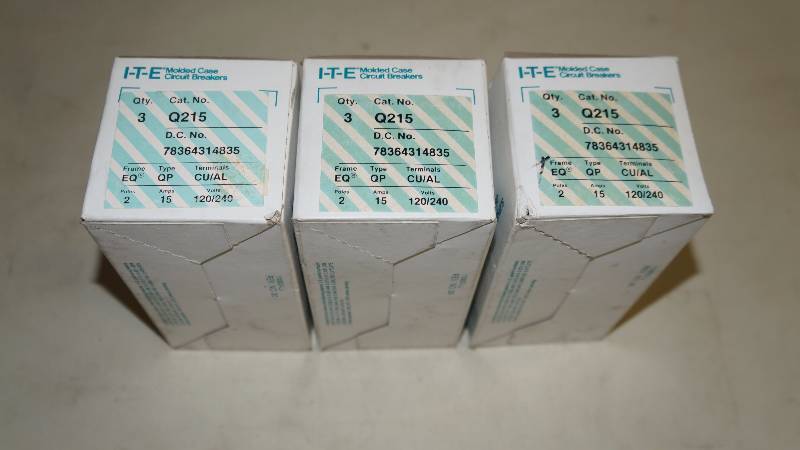 I-T-E® Molded Case
Circuit Breakers
Qty. Cat. No.
3 Q215
D.C. No.
78364314835
Frame Type Terminals
EQ® QP CU/AL
Poles Amps Volts
2 15 120/240
I-T-E® Molded Case
Circuit Breakers
Qty. Cat. No.
3 Q215
D.C. No.
78364314835
Frame Type Terminals
EQ® QP CU/AL
Poles Amps Volts
2 15 120/240
I-T-E® Molded Case
Circuit Breakers
Qty. Cat. No.
3 Q215
D.C. No.
78364314835
Frame Type Terminals
EQ® QP CU/AL
Poles Amps Volts
2 15 120/240